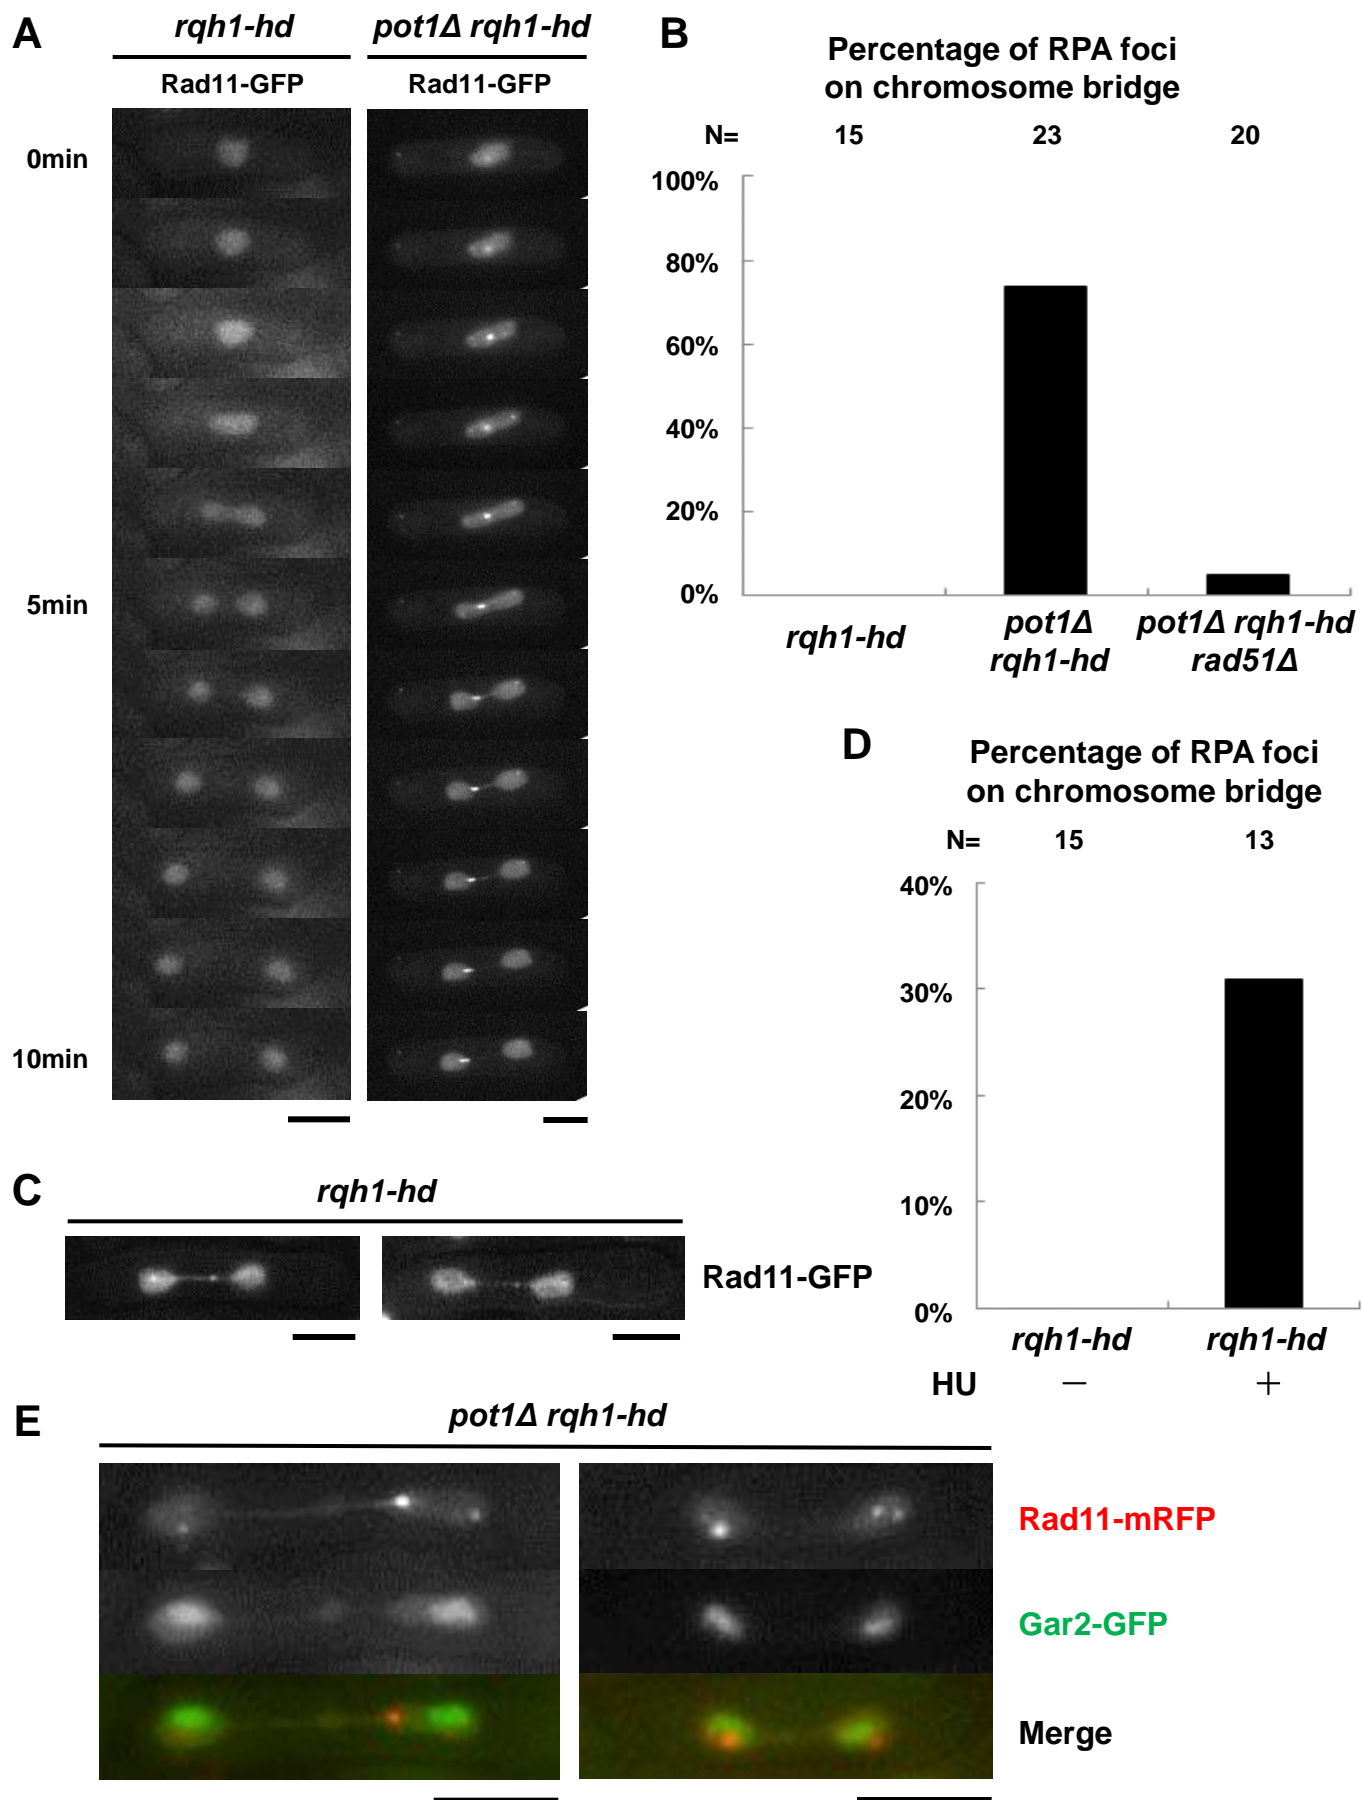 A
rqh1-hd
pot1Δ rqh1-hd
Rad11-GFP
Rad11-GFP
0min
5min
10min
B
Percentage of RPA foci
on chromosome bridge
N= 15 23 20
100%
80%
60%
40%
20%
0%
rqh1-hd
pot1Δ
rqh1-hd
pot1Δ rqh1-hd
rad51Δ
C
rqh1-hd
Rad11-GFP
D
Percentage of RPA foci
on chromosome bridge
N= 15 13
40%
30%
20%
10%
0%
rqh1-hd
rqh1-hd
HU − +
E
pot1Δ rqh1-hd
Rad11-mRFP
Gar2-GFP
Merge